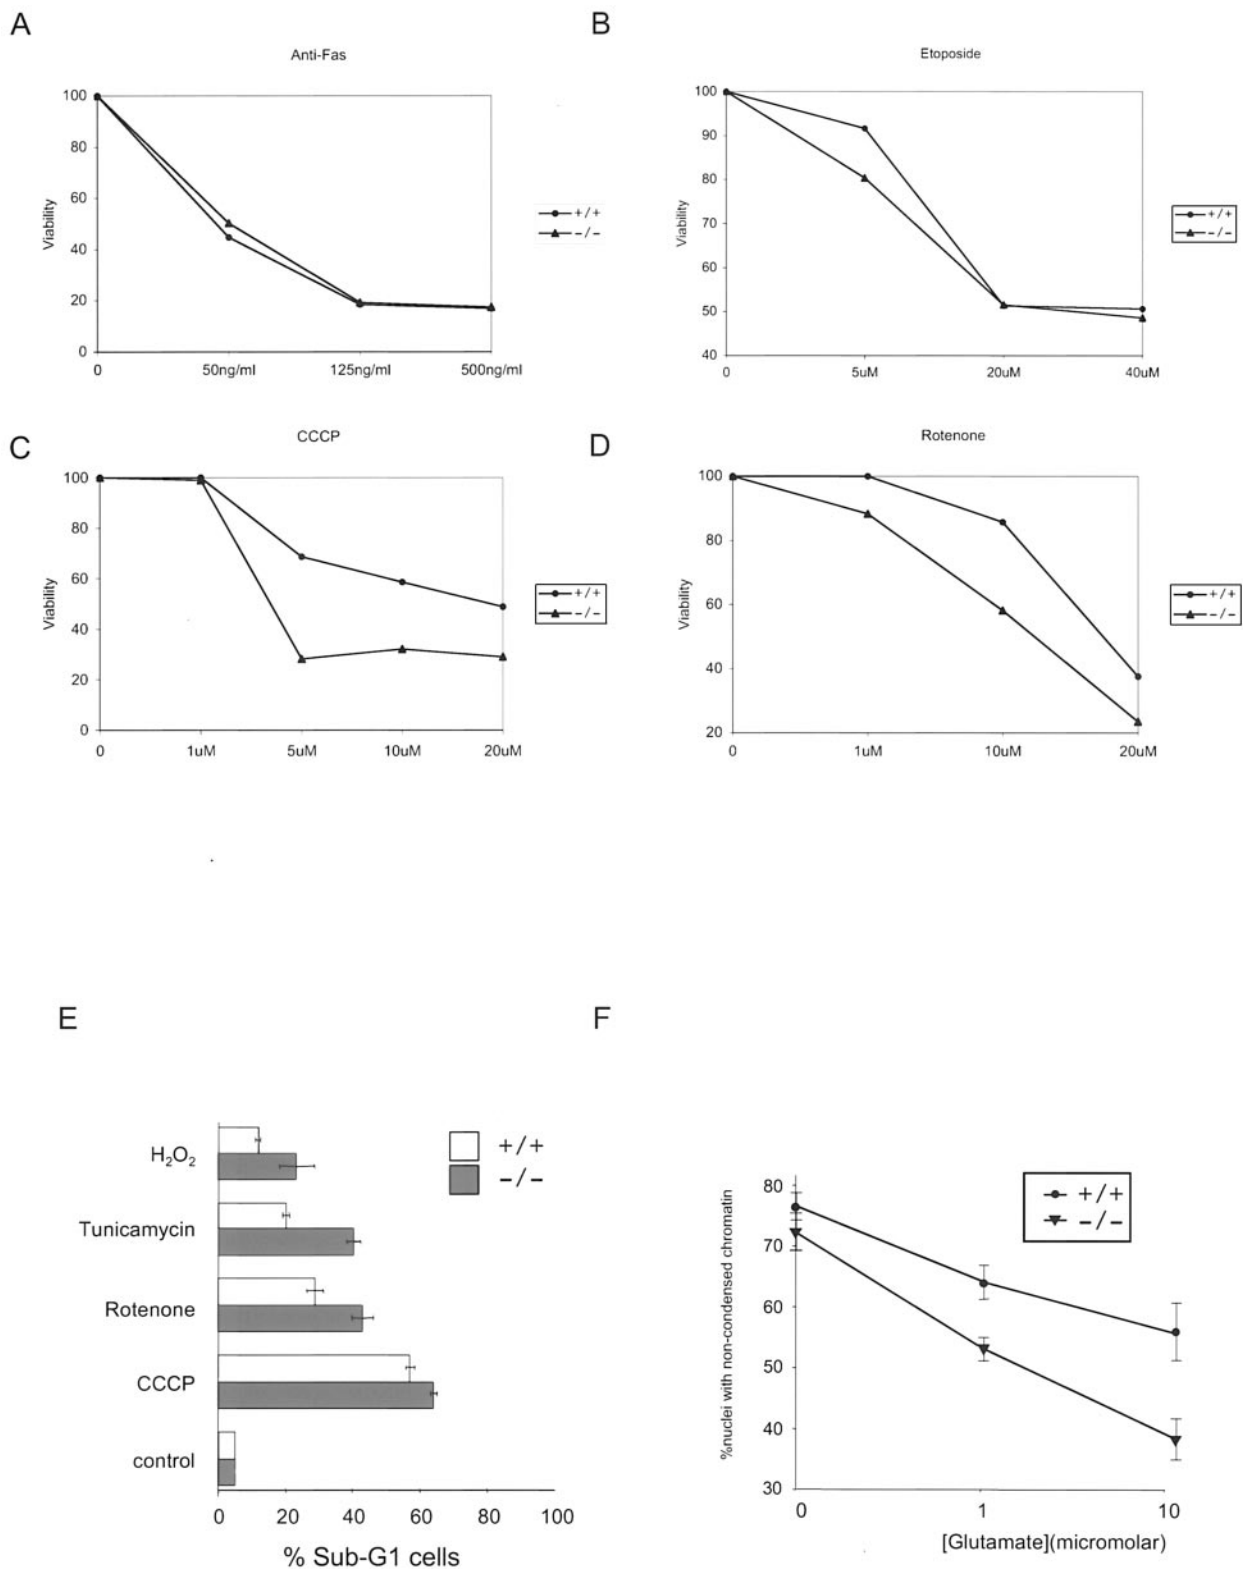 A
Anti-Fas
100
80
60
40
20
0
Viability
0 50ng/ml 125ng/ml 500ng/ml
+/+
-/-
B
Etoposide
100
90
80
70
60
50
40
Viability
0 5uM 20uM 40uM
+/+
-/-
C
CCCP
100
80
60
40
20
0
Viability
0 1uM 5uM 10uM 20uM
+/+
-/-
D
Rotenone
100
80
60
40
20
Viability
0 1uM 10uM 20uM
+/+
-/-
E
H2O2
Tunicamycin
Rotenone
CCCP
control
+/+
-/-
0 20 40 60 80 100
% Sub-G1 cells
F
80
70
60
50
40
30
%nuclei with non-condensed chromatin
+/+
-/-
0 1 10
[Glutamate](micromolar)